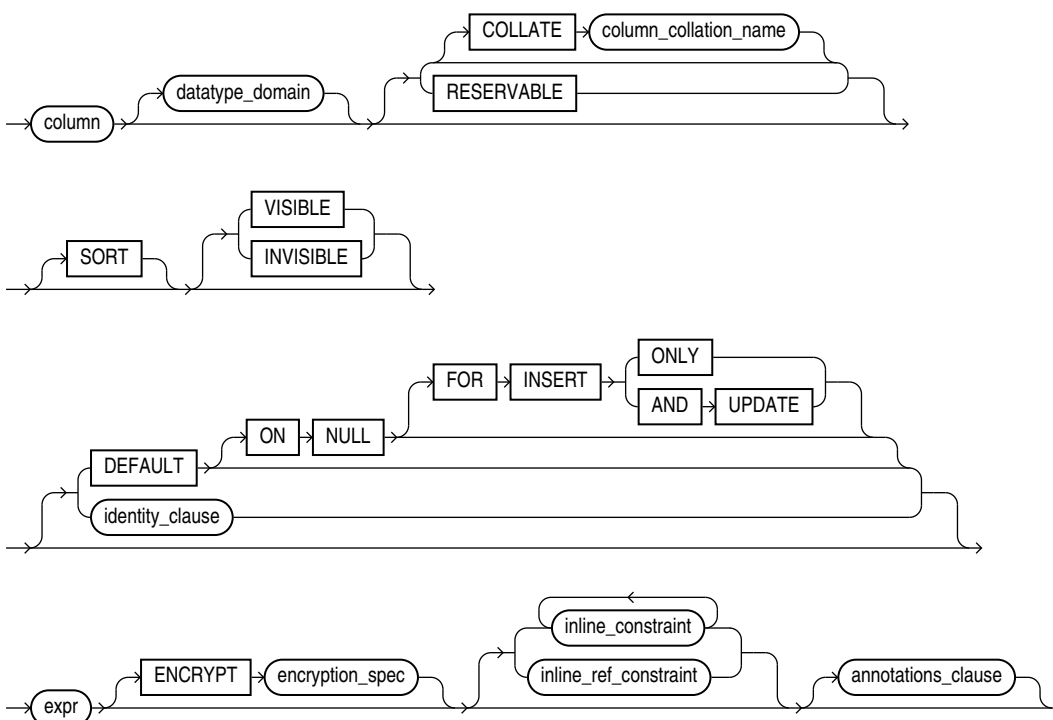 COLLATE column_collation_name
datatype_domain
RESERVABLE
column
VISIBLE
SORT
INVISIBLE
ONLY
FOR INSERT
AND UPDATE
ON NULL
DEFAULT
identity_clause
inline_constraint
ENCRYPT encryption_spec inline_ref_constraint annotations_clause
expr